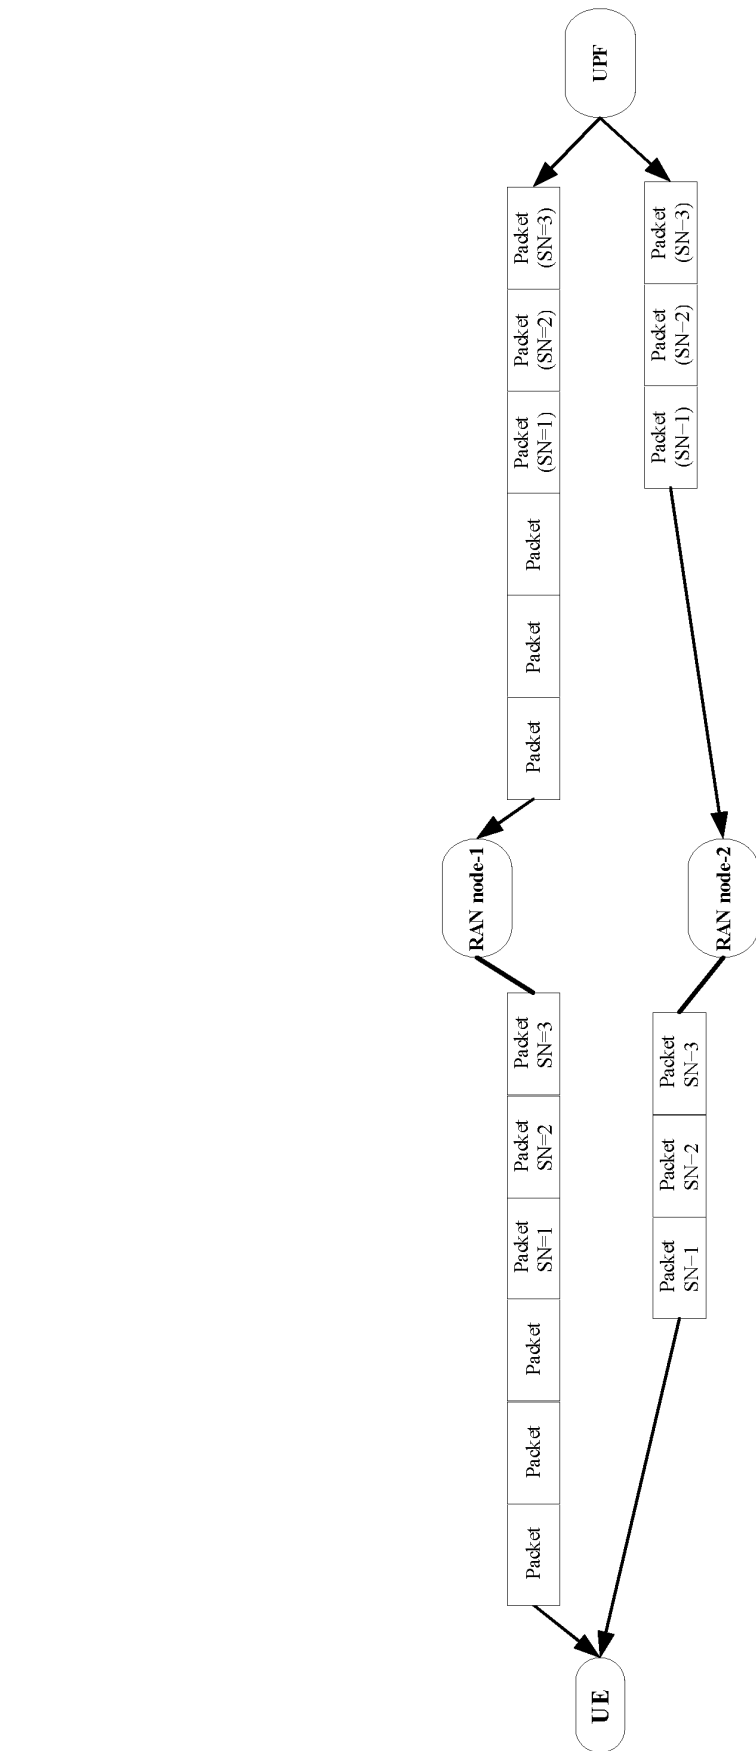 RAN node-1
Packet
Packet
Packet
Packet
SN=1
Packet
SN=2
Packet
SN=3
Packet
Packet
Packet
Packet
(SN=1)
Packet
(SN=2)
Packet
(SN=3)
UE
UPF
Packet
SN−1
Packet
SN−2
Packet
SN−3
Packet
(SN−1)
Packet
(SN−2)
Packet
(SN−3)
RAN node-2